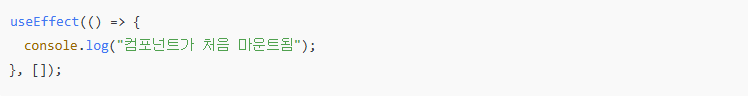 useEffect(() => {
  console.log("컴포넌트가 처음 마운트됨");
}, []);